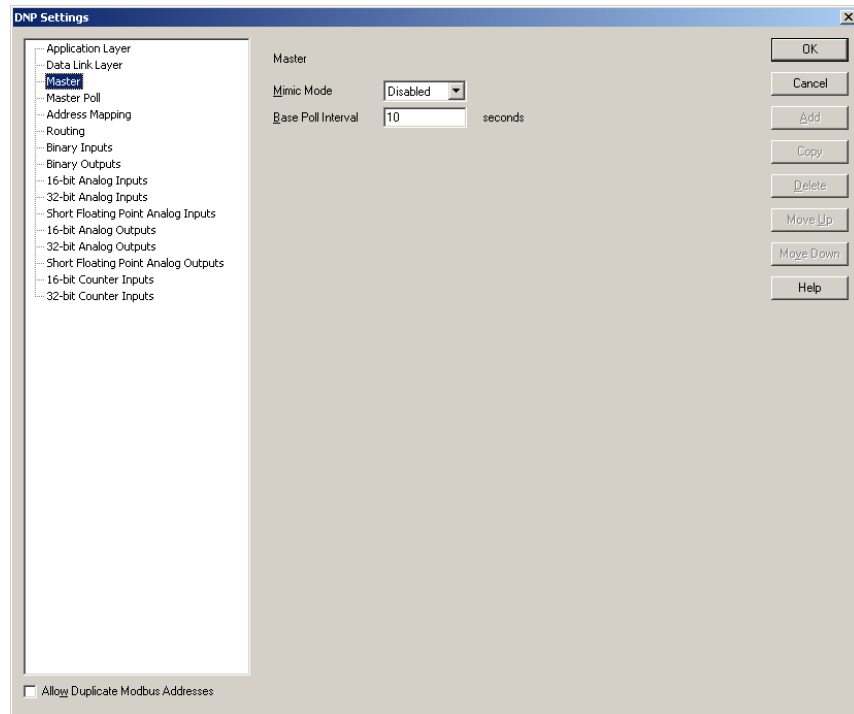 DNP Settings
Application Layer
Data Link Layer
Master
Master Poll
Address Mapping
Routing
Binary Inputs
Binary Outputs
16-bit Analog Inputs
32-bit Analog Inputs
Short Floating Point Analog Inputs
16-bit Analog Outputs
32-bit Analog Outputs
Short Floating Point Analog Outputs
16-bit Counter Inputs
32-bit Counter Inputs
Allow Duplicate Modbus Addresses
Master
Mimic Mode Disabled
Base Poll Interval 10 seconds
OK
Cancel
Add
Copy
Delete
Move Up
Move Down
Help